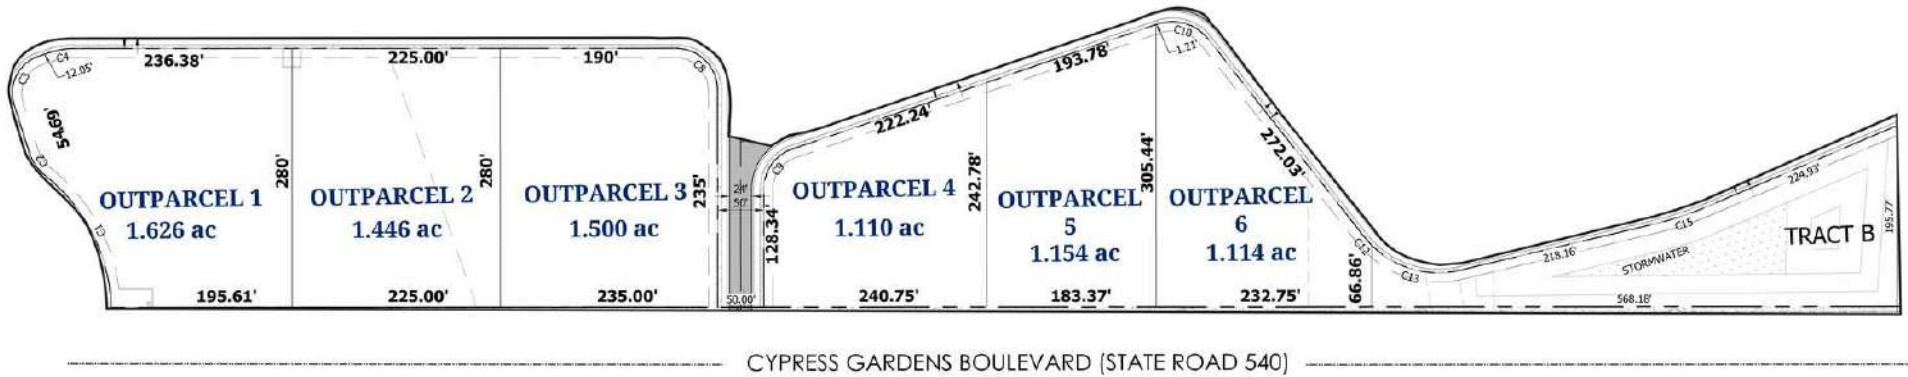 C4
12.05'
C3
236.38'
225.00'
190'
C5
54.69'
C2
C1
280'
280'
235'
OUTPARCEL 1
1.626 ac
OUTPARCEL 2
1.446 ac
OUTPARCEL 3
1.500 ac
195.61'
225.00'
235.00'
24'
50'
50.00'
128.34'
222.24'
193.78'
C10
1.21'
242.78'
305.44'
272.03'
OUTPARCEL 4
1.110 ac
OUTPARCEL
5
1.154 ac
OUTPARCEL
6
1.114 ac
240.75'
183.37'
232.75'
66.86'
C12
C13
218.16'
C15
224.93'
195.77
STORMWATER
TRACT B
568.18'
CYPRESS GARDENS BOULEVARD (STATE ROAD 540)